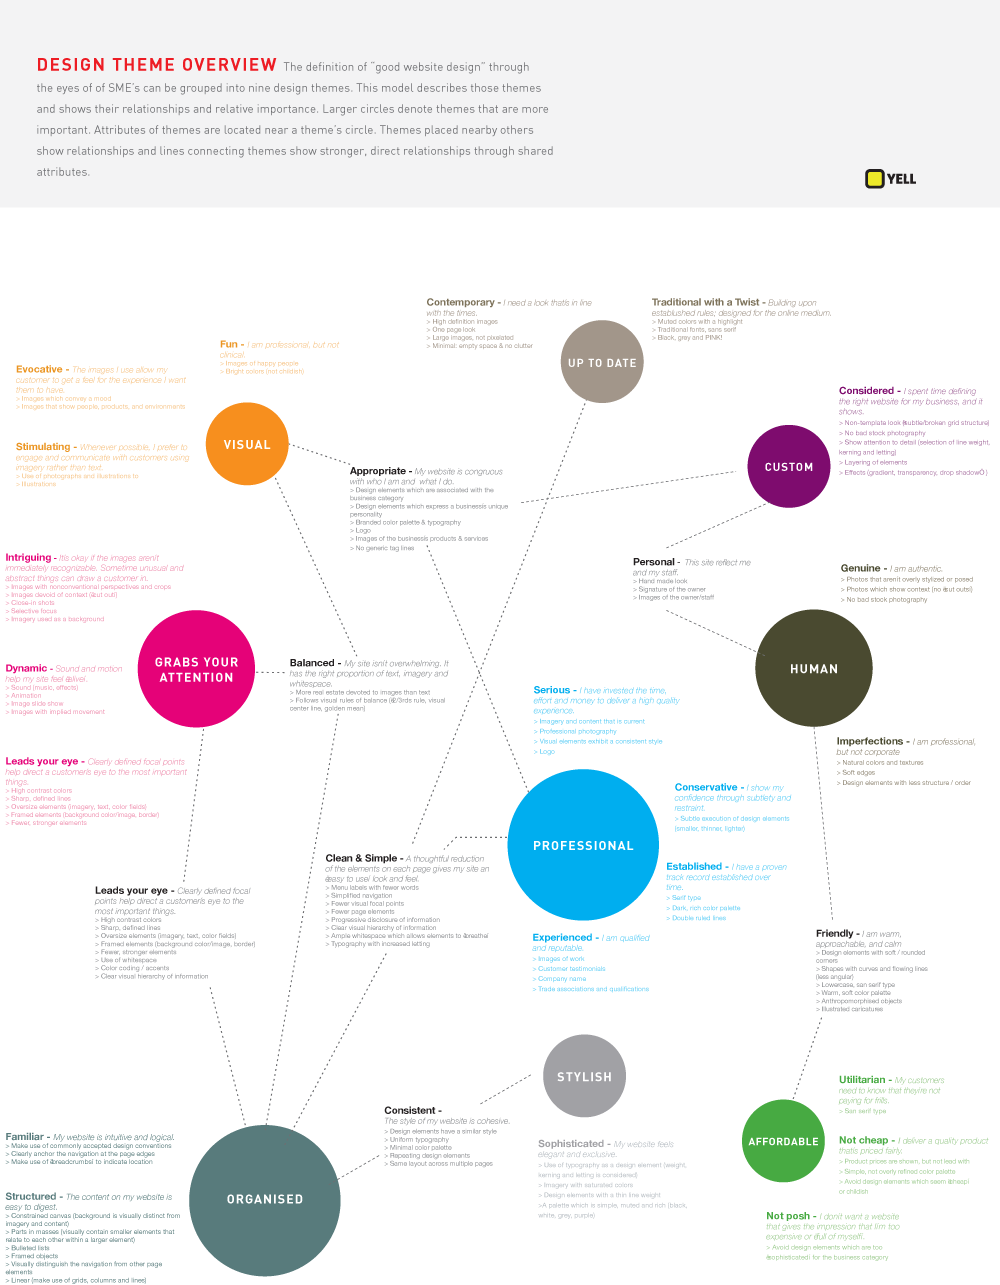 DESIGN THEME OVERVIEW The definition of "good website design" through
the eyes of of SME's can be grouped into nine design themes. This model describes those themes
and shows their relationships and relative importance. Larger circles denote themes that are more
important. Attributes of themes are located near a theme's circle. Themes placed nearby others
show relationships and lines connecting themes show stronger, direct relationships through shared
attributes.
YELL
Contemporary - I need a look thatís in line
with the times.
> High definition images
> One page look
> Large images, not pixelated
> Minimal: empty space & no clutter
Traditional with a Twist - Building upon
established rules; designed for the online medium.
> Muted colors with a highlight
> Traditional fonts, sans serif
> Black, grey and PINK!
UP TO DATE
Fun - I am professional, but not
clinical.
> Images of happy people
> Bright colors (not childish)
Evocative - The images I use allow my
customer to get a feel for the experience I want
them to have.
> Images which convey a mood
> Images that show people, products, and environments
Stimulating - Whenever possible, I prefer to
engage and communicate with customers using
imagery rather than text.
> Use of photographs and illustrations to
> Illustrations
VISUAL
Considered - I spent time defining
the right website for my business, and it
shows.
> Non-template look (subtle/broken grid structure)
> No bad stock photography
> Show attention to detail (selection of line weight,
kerning and letting)
> Layering of elements
> Effects (gradient, transparency, drop shadowÖ)
CUSTOM
Appropriate - My website is congruous
with who I am and what I do.
> Design elements which are associated with the
business category
> Design elements which express a businessís unique
personality
> Branded color palette & typography
> Logo
> Images of the businessís products & services
> No generic tag lines
Intriguing - Itís okay if the images arenít
immediately recognizable. Sometime unusual and
abstract things can draw a customer in.
> Images with nonconventional perspectives and crops
> Images devoid of context (ëcut outí)
> Close-in shots
> Selective focus
> Imagery used as a background
Personal - This site reflect me
and my staff.
> Hand made look
> Signature of the owner
> Images of the owner/staff
Genuine - I am authentic.
> Photos that arenít overly stylized or posed
> Photos which show context (no ëcut outsí)
> No bad stock photography
GRABS YOUR
ATTENTION
HUMAN
Dynamic - Sound and motion
help my site feel ëaliveí.
> Sound (music, effects)
> Animation
> Image slide show
> Images with implied movement
Balanced - My site isnít overwhelming. It
has the right proportion of text, imagery and
whitespace.
> More real estate devoted to images than text
> Follows visual rules of balance (ë/3rds rule, visual
center line, golden mean)
Serious - I have invested the time,
effort and money to deliver a high quality
experience.
> Imagery and content that is current
> Professional photography
> Visual elements exhibit a consistent style
> Logo
Imperfections - I am professional,
but not corporate
> Natural colors and textures
> Soft edges
> Design elements with less structure / order
Leads your eye - Clearly defined focal points
help direct a customerís eye to the most important
things.
> High contrast colors
> Sharp, defined lines
> Oversize elements (imagery, text, color fields)
> Framed elements (background color/image, border)
> Fewer, stronger elements
Conservative - I show my
confidence through subtlety and
restraint.
> Subtle execution of design elements
(smaller, thinner, lighter)
PROFESSIONAL
Established - I have a proven
track record established over
time.
> Serif type
> Dark, rich color palette
> Double ruled lines
Clean & Simple - A thoughtful reduction
of the elements on each page gives my site an
ëeasy to useí look and feel.
> Menu labels with fewer words
> Simplified navigation
> Fewer visual focal points
> Fewer page elements
> Progressive disclosure of information
> Clear visual hierarchy of information
> Ample whitespace which allows elements to ëbreatheí
> Typography with increased letting
Leads your eye - Clearly defined focal
points help direct a customerís eye to the
most important things.
> High contrast colors
> Sharp, defined lines
> Oversize elements (imagery, text, color fields)
> Framed elements (background color/image, border)
> Fewer, stronger elements
> Use of whitespace
> Color coding / accents
> Clear visual hierarchy of information
Experienced - I am qualified
and reputable.
> Images of work
> Customer testimonials
> Company name
> Trade associations and qualifications
Friendly - I am warm,
approachable, and calm
> Design elements with soft / rounded
corners
> Shapes with curves and flowing lines
(less angular)
> Lowercase, san serif type
> Warm, soft color palette
> Anthropomorphised objects
> Illustrated caricatures
STYLISH
Utilitarian - My customers
need to know that theyíre not
paying for frills.
> San serif type
AFFORDABLE
Not cheap - I deliver a quality product
thatís priced fairly.
> Product prices are shown, but not lead with
> Simple, not overly refined color palette
> Avoid design elements which seem ëcheapí
or childish
Not posh - I donít want a website
that gives the impression that Iím too
expensive or ëfull of myselfí.
> Avoid design elements which are too
ësophisticatedí for the business category
Consistent -
The style of my website is cohesive.
> Design elements have a similar style
> Uniform typography
> Minimal color palette
> Repeating design elements
> Same layout across multiple pages
Sophisticated - My website feels
elegant and exclusive.
> Use of typography as a design element (weight,
kerning and letting is considered)
> Imagery with saturated colors
> Design elements with a thin line weight
>A palette which is simple, muted and rich (black,
white, grey, purple)
Familiar - My website is intuitive and logical.
> Make use of commonly accepted design conventions
> Clearly anchor the navigation at the page edges
> Make use of ëbreadcrumbsí to indicate location
Structured - The content on my website is
easy to digest.
> Constrained canvas (background is visually distinct from
imagery and content)
> Parts in masses (visually contain smaller elements that
relate to each other within a larger element)
> Bulleted lists
> Framed objects
> Visually distinguish the navigation from other page
elements
> Linear (make use of grids, columns and lines)
ORGANISED